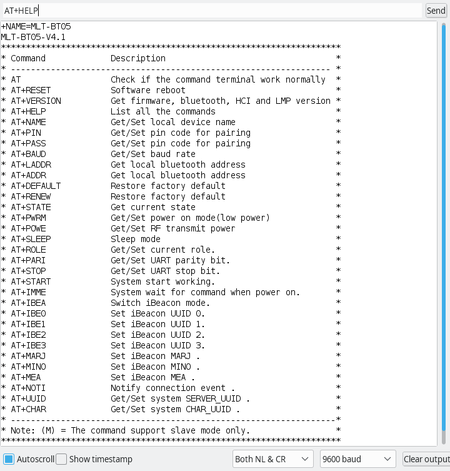 AT+HELP
Send
+NAME=MLT-BT05
MLT-BT05-V4.1
********************************************************************
* Command Description *
* ---------------------------------------------------------------- *
* AT Check if the command terminal work normally *
* AT+RESET Software reboot *
* AT+VERSION Get firmware, bluetooth, HCI and LMP version *
* AT+HELP List all the commands *
* AT+NAME Get/Set local device name *
* AT+PIN Get/Set pin code for pairing *
* AT+PASS Get/Set pin code for pairing *
* AT+BAUD Get/Set baud rate *
* AT+LADDR Get local bluetooth address *
* AT+ADDR Get local bluetooth address *
* AT+DEFAULT Restore factory default *
* AT+RENEW Restore factory default *
* AT+STATE Get current state *
* AT+PWRM Get/Set power on mode(low power) *
* AT+POWE Get/Set RF transmit power *
* AT+SLEEP Sleep mode *
* AT+ROLE Get/Set current role. *
* AT+PARI Get/Set UART parity bit. *
* AT+STOP Get/Set UART stop bit. *
* AT+START System start working. *
* AT+IMME System wait for command when power on. *
* AT+IBEA Switch iBeacon mode. *
* AT+IBE0 Set iBeacon UUID 0. *
* AT+IBE1 Set iBeacon UUID 1. *
* AT+IBE2 Set iBeacon UUID 2. *
* AT+IBE3 Set iBeacon UUID 3. *
* AT+MARJ Set iBeacon MARJ . *
* AT+MINO Set iBeacon MINO . *
* AT+MEA Set iBeacon MEA . *
* AT+NOTI Notify connection event . *
* AT+UUID Get/Set system SERVER_UUID . *
* AT+CHAR Get/Set system CHAR_UUID . *
* -----------------------------------------------------------------*
* Note: (M) = The command support slave mode only. *
********************************************************************
Autoscroll Show timestamp Both NL & CR 9600 baud Clear output